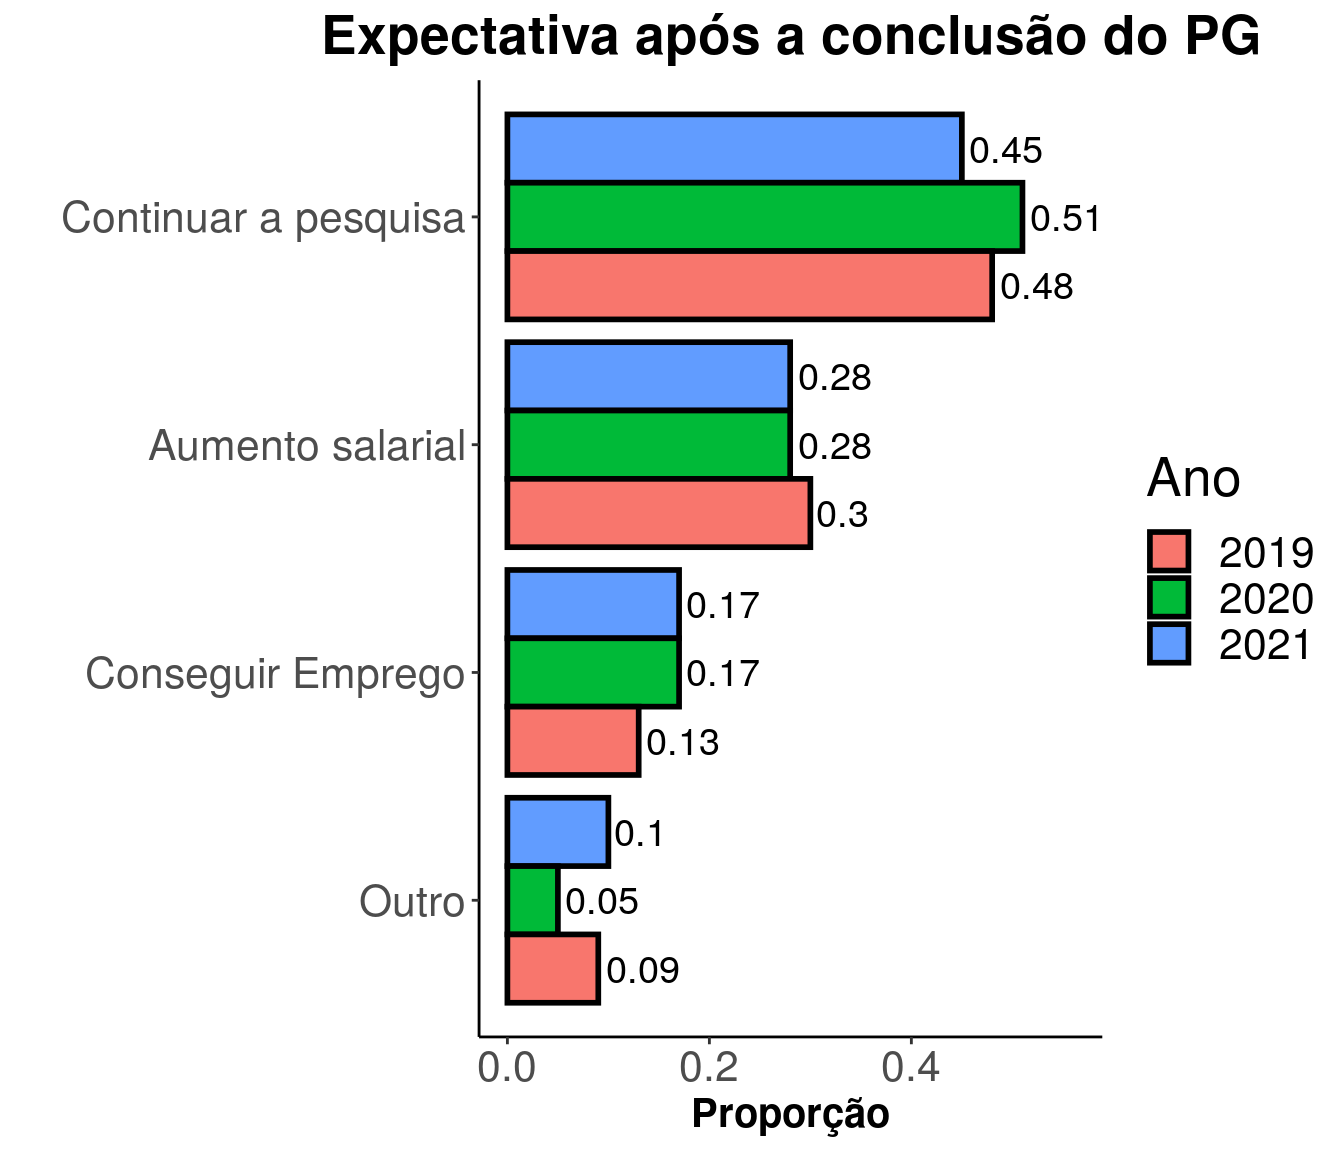 Expectativa após a conclusão do PG
Continuar a pesquisa
0.45
0.51
0.48
Aumento salarial
0.28
0.28
0.3
Conseguir Emprego
0.17
0.17
0.13
Outro
0.1
0.05
0.09
0.0 0.2 0.4
Proporção
Ano
2019
2020
2021